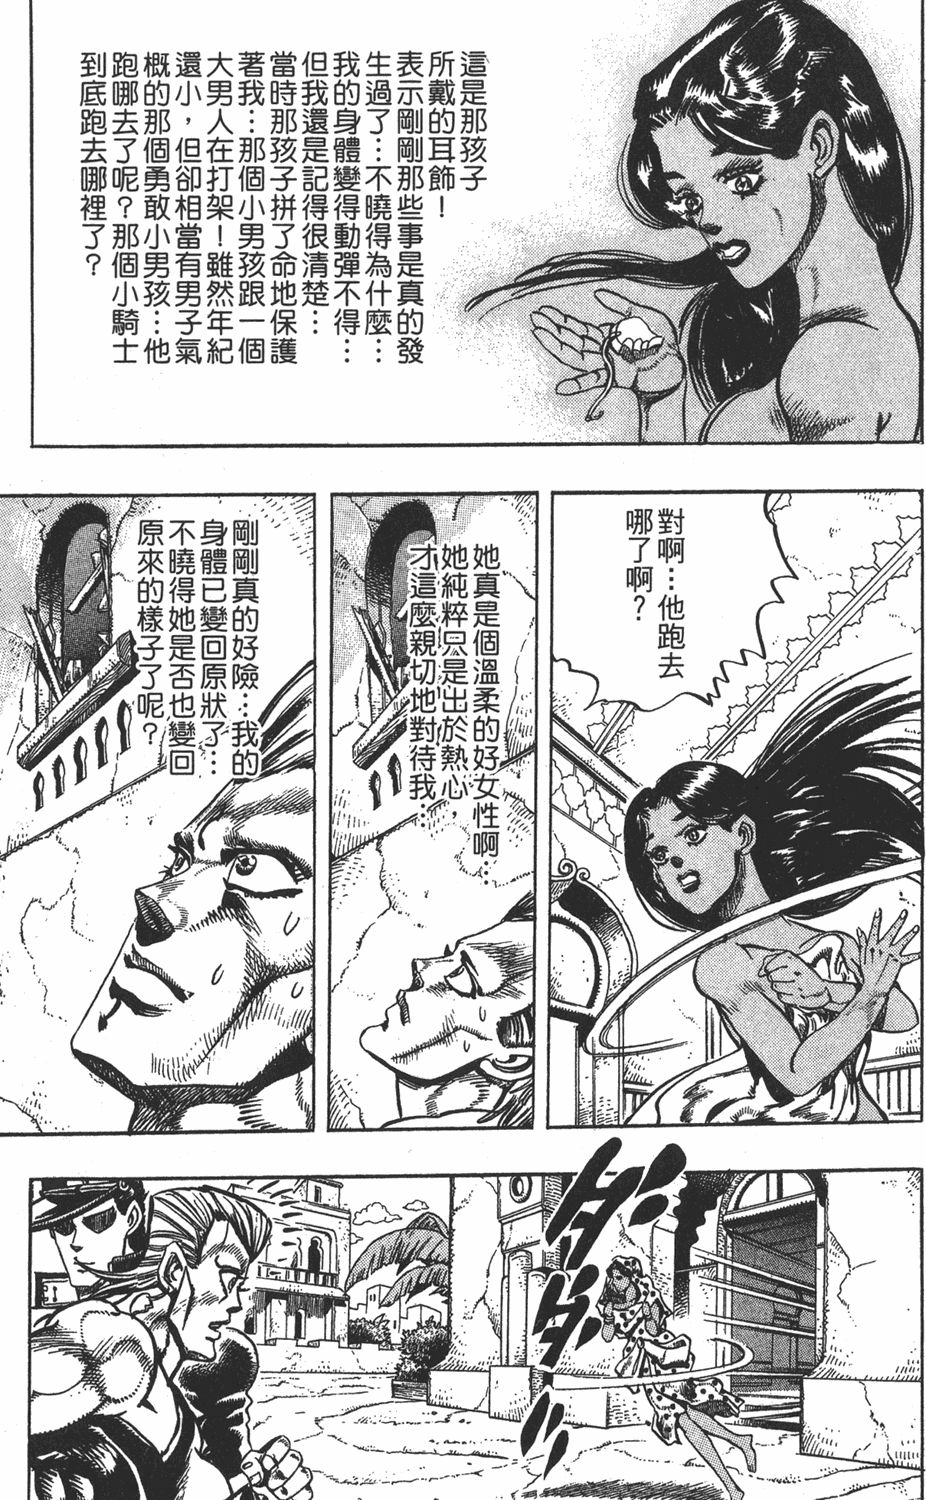 這是那孩子
所戴的耳飾！
表示剛剛那些事是真的發
生過了…不曉得為什麼…
我的身體變得動彈不得…
但我還是記得很清楚…
當時那孩子拼了命地保護
著我…那個小男孩跟一個
大男人在打架！雖然年紀
還小，但卻相當有男子氣
概的那個勇敢小男孩…他
跑哪去了呢？那個小騎士
到底跑去哪裡了？
對啊…他跑去
哪了啊？
她真是個溫柔的好女性啊…
她純粹只是出於熱心，
才這麼親切地對待我…
剛剛真的好險…我的
身體已變回原狀了…
不曉得她是否也變回
原來的樣子了呢？
ダッ
ダダダッ